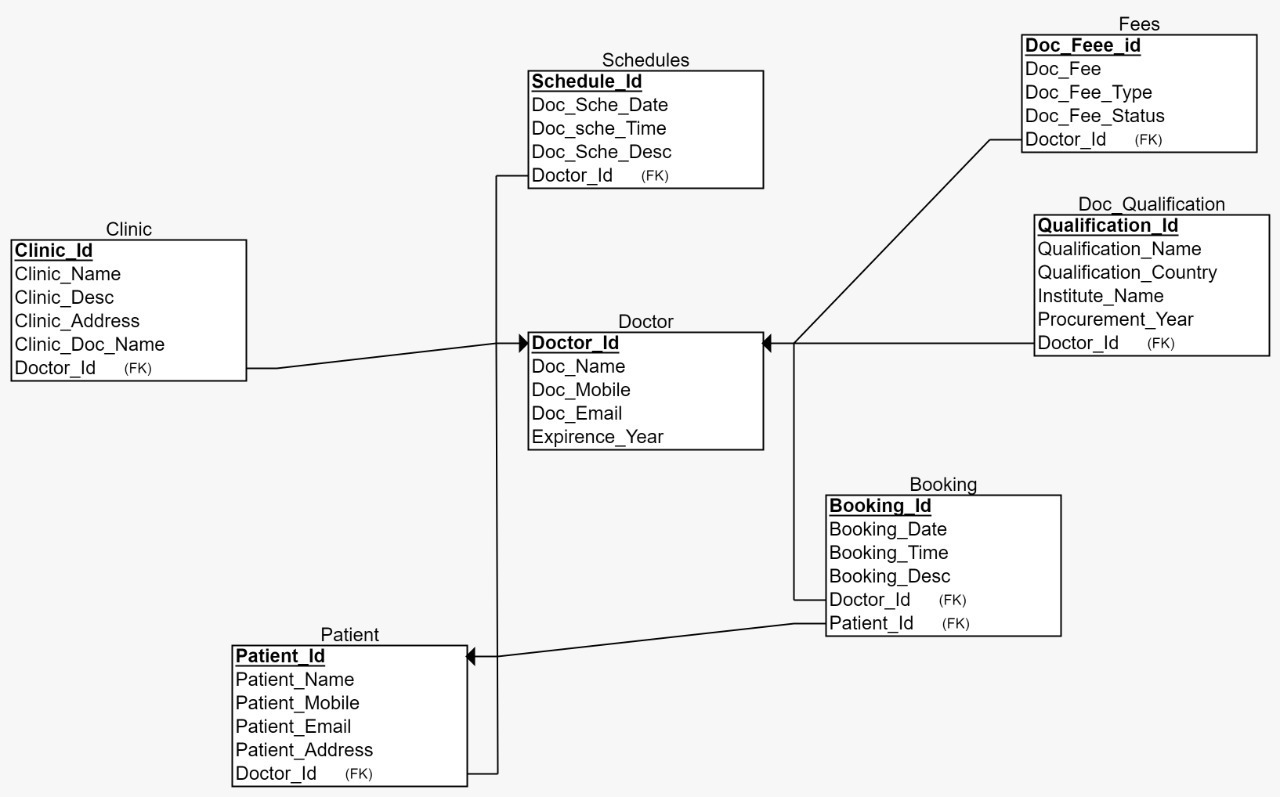 Fees
Doc_Feee_id
Doc_Fee
Doc_Fee_Type
Doc_Fee_Status
Doctor_Id (FK)
Schedules
Schedule_Id
Doc_Sche_Date
Doc_sche_Time
Doc_Sche_Desc
Doctor_Id (FK)
Doc_Qualification
Qualification_Id
Qualification_Name
Qualification_Country
Institute_Name
Procurement_Year
Doctor_Id (FK)
Clinic
Clinic_Id
Clinic_Name
Clinic_Desc
Clinic_Address
Clinic_Doc_Name
Doctor_Id (FK)
Doctor
Doctor_Id
Doc_Name
Doc_Mobile
Doc_Email
Expirence_Year
Booking
Booking_Id
Booking_Date
Booking_Time
Booking_Desc
Doctor_Id (FK)
Patient_Id (FK)
Patient
Patient_Id
Patient_Name
Patient_Mobile
Patient_Email
Patient_Address
Doctor_Id (FK)